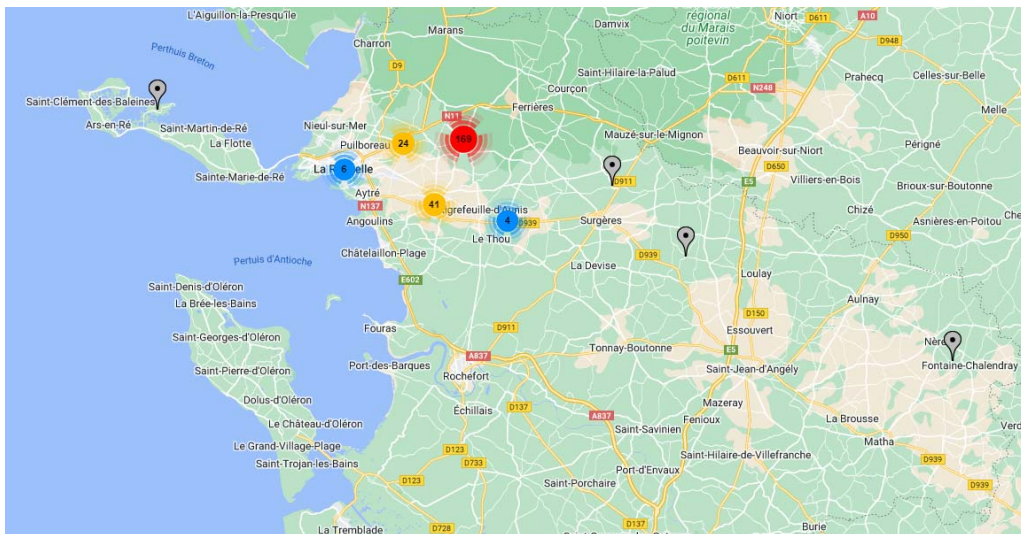 L'Aiguillon-la-Presqu'île
Damvix
régional
du Marais
poitevin
Niort
D611
A10
Charron
Marans
D948
Perthuis Breton
D9
Saint-Hilaire-la-Palud
D611
Prahecq
Celles-sur-Belle
Courçon
N248
Melle
Saint-Clément-des-Baleines
Ferrières
N11
Ars-en-Ré
Saint-Martin-de-Ré
Nieul-sur-Mer
Mauzé-sur-le-Mignon
La Flotte
Puilboreau
24
169
Beauvoir-sur-Niort
Périgné
La
6
elle
D650
Sainte-Marie-de-Ré
D911
E5
Villiers-en-Bois
Brioux-sur-Boutonne
Aytré
N137
41
grefeuille-d'Aunis
Chizé
Angoulins
4
D939
Surgères
Asnières-en-Poitou
Le Thou
D950
Châtelaillon-Plage
D939
Pertuis d'Antioche
La Devise
Loulay
E602
Saint-Denis-d'Oléron
La Brée-les-Bains
Aulnay
D150
Fouras
D911
Essouvert
Saint-Georges-d'Oléron
Nère
Tonnay-Boutonne
E5
A837
Port-des-Barques
Fontaine-Chalendray
Saint-Pierre-d'Oléron
Rochefort
Saint-Jean-d'Angély
Dolus-d'Oléron
Échillais
D137
Mazeray
A837
Fenioux
La Brousse
Le Château-d'Oléron
Saint-Savinien
Verd
Matha
Le Grand-Village-Plage
D123
Saint-Hilaire-de-Villefranche
D939
Saint-Trojan-les-Bains
D733
Port-d'Envaux
D123
Saint-Porchaire
D939
D137
La Tremblade
D728
Burie